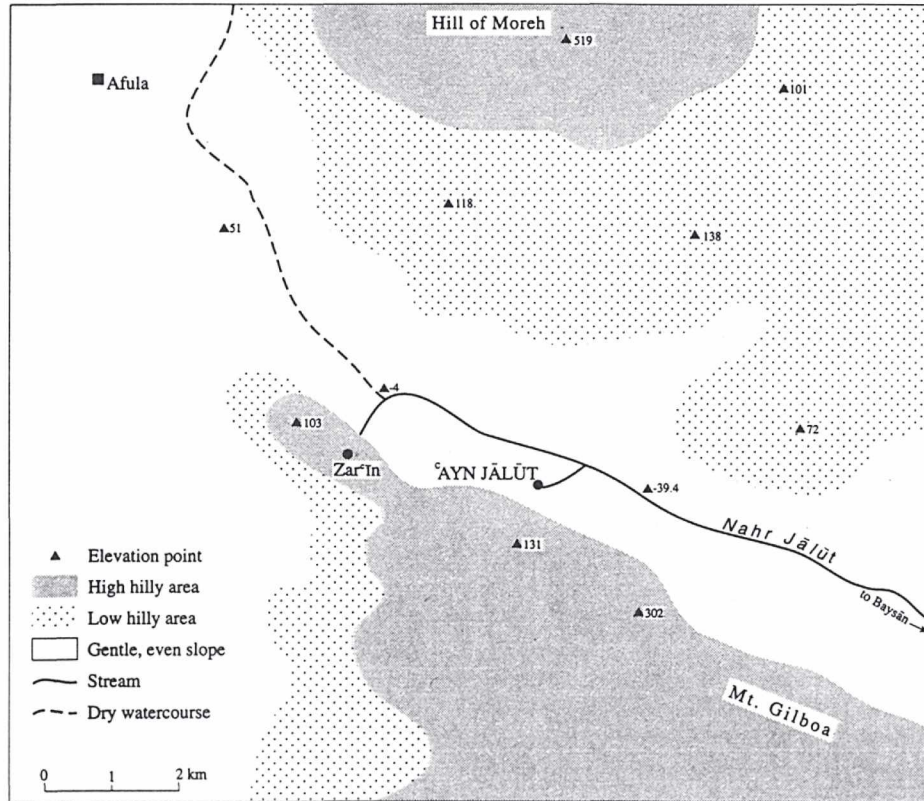 Hill of Moreh
519
Afula
101
118.
51
138
-4
103
72
Zarʿīn
ʿAYN JĀLŪT
-39.4
Nahr Jālūt
to Baysān
131
302
Mt. Gilboa
Elevation point
High hilly area
Low hilly area
Gentle, even slope
Stream
Dry watercourse
0 1 2 km